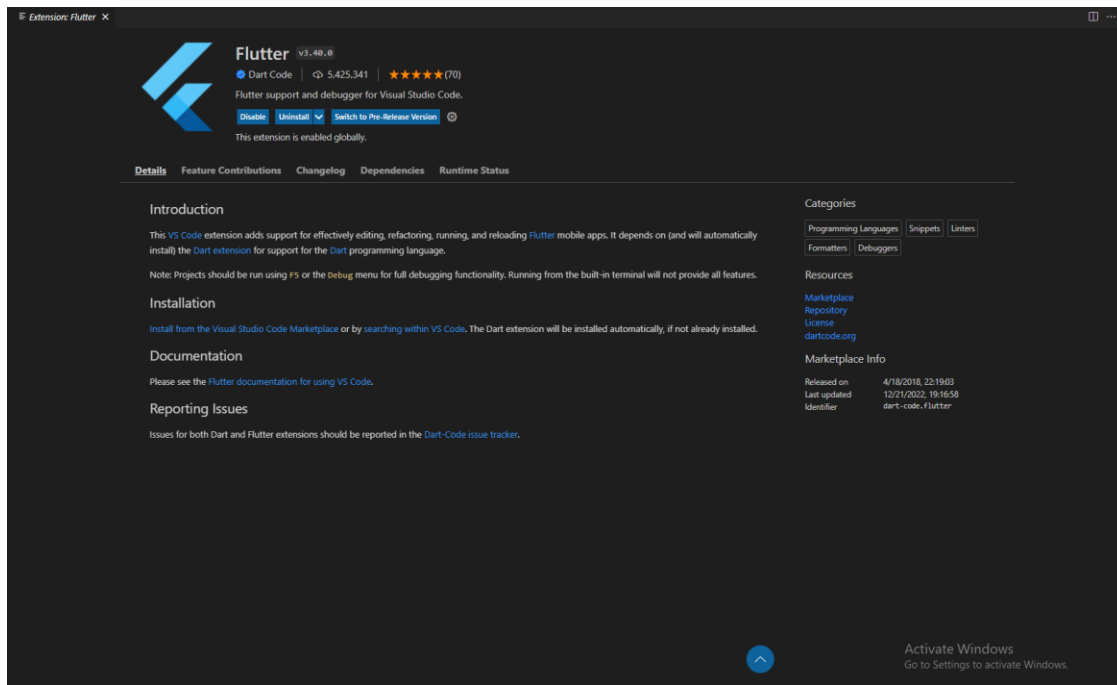 Extension: Flutter
Flutter v3.40.0
Dart Code 5,425,341 (70)
Flutter support and debugger for Visual Studio Code.
Disable Uninstall Switch to Pre-Release Version
This extension is enabled globally.
Details Feature Contributions Changelog Dependencies Runtime Status
Introduction
This VS Code extension adds support for effectively editing, refactoring, running, and reloading Flutter mobile apps. It depends on (and will automatically
install) the Dart extension for support for the Dart programming language.
Note: Projects should be run using F5 or the Debug menu for full debugging functionality. Running from the built-in terminal will not provide all features.
Installation
Install from the Visual Studio Code Marketplace or by searching within VS Code. The Dart extension will be installed automatically, if not already installed.
Documentation
Please see the Flutter documentation for using VS Code.
Reporting Issues
Issues for both Dart and Flutter extensions should be reported in the Dart-Code issue tracker.
Categories
Programming Languages Snippets Linters
Formatters Debuggers
Resources
Marketplace
Repository
License
dartcode.org
Marketplace Info
Released on 4/18/2018, 22:19:03
Last updated 12/21/2022, 19:16:58
Identifier dart-code.flutter
Activate Windows
Go to Settings to activate Windows.